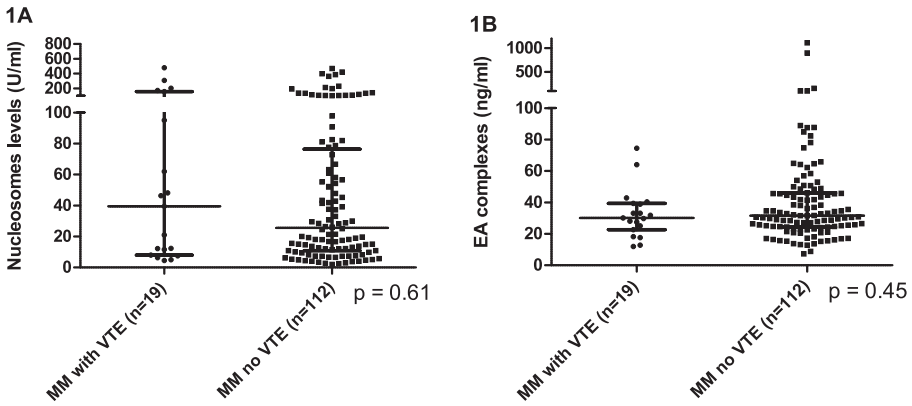 1A
Nucleosomes levels (U/ml)
800
600
400
200
100
80
60
40
20
0
MM with VTE (n=19)
MM no VTE (n=112)
p = 0.61
1B
EA complexes (ng/ml)
1000
500
100
80
60
40
20
0
MM with VTE (n=19)
MM no VTE (n=112)
p = 0.45